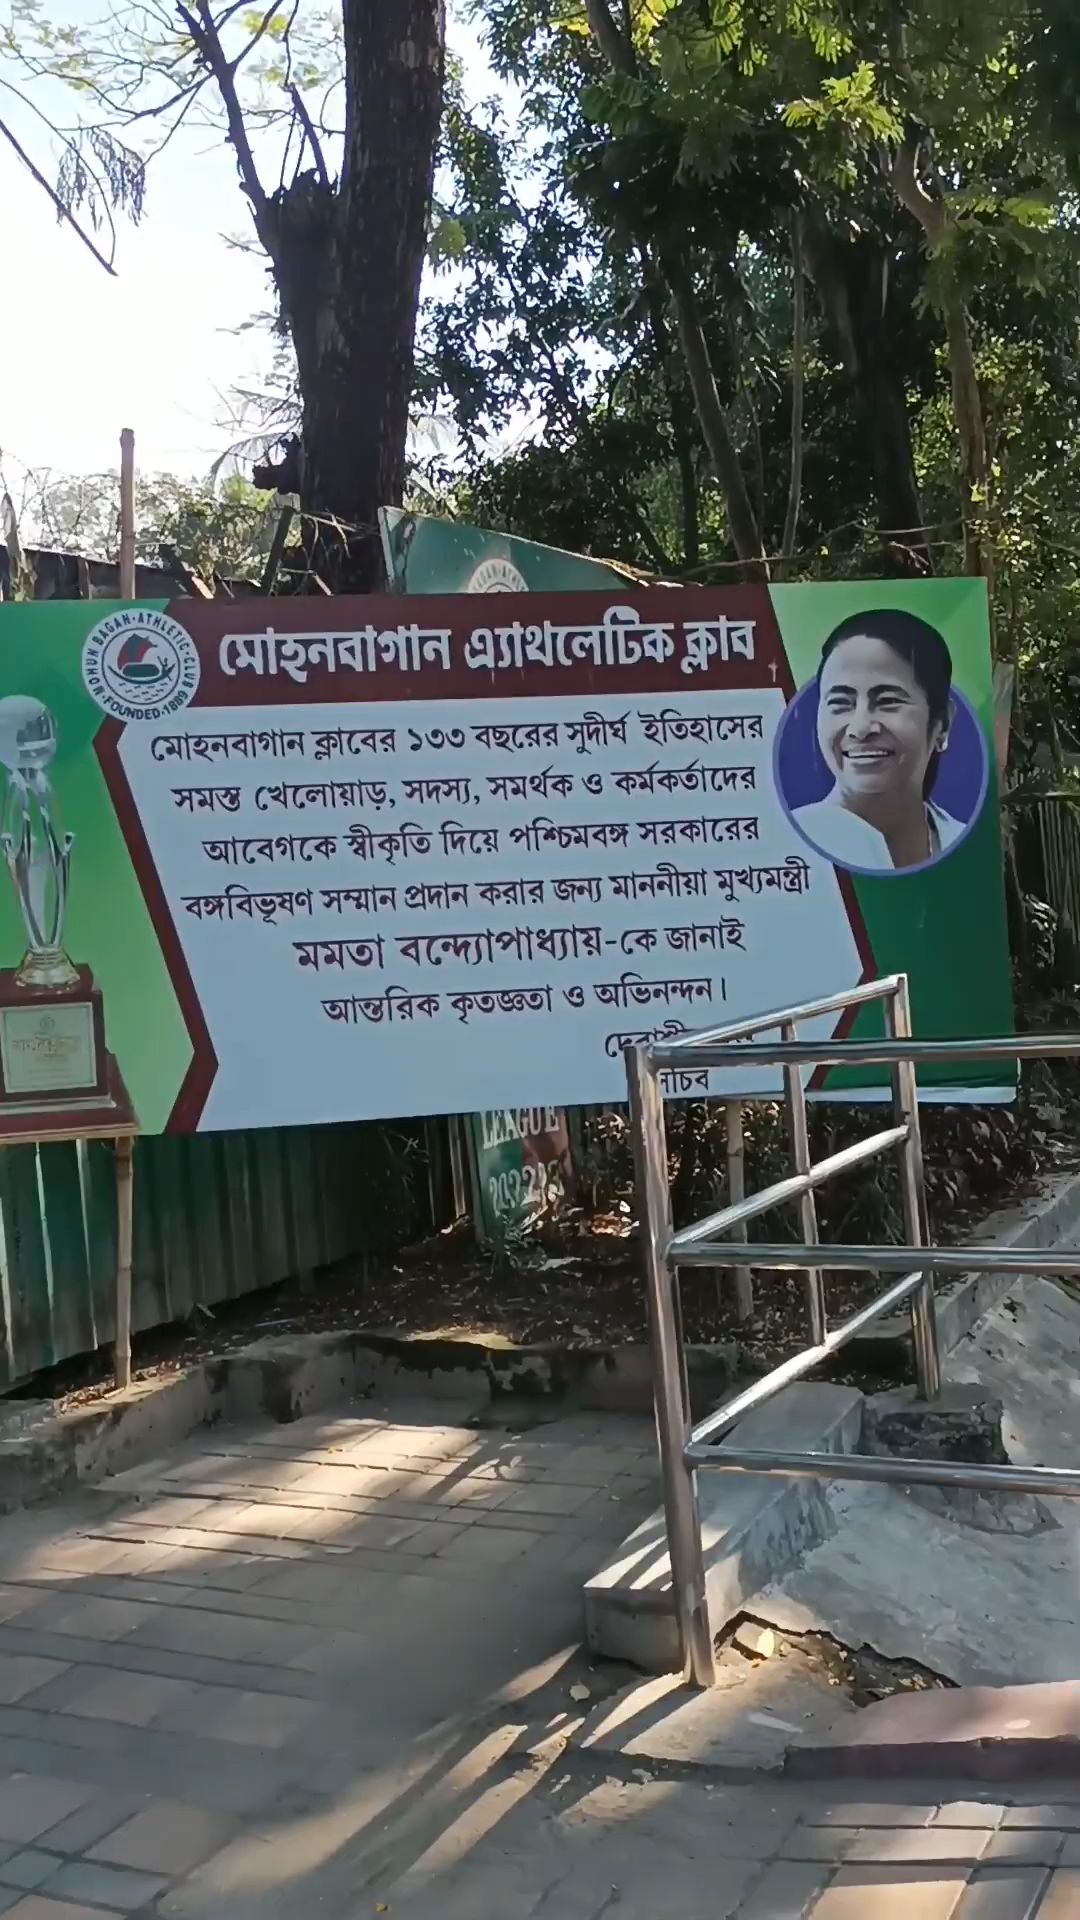 MOHUN BAGAN ATHLETIC CLUB
FOUNDED 1889
মোহনবাগান এ্যাথলেটিক ক্লাব
মোহনবাগান ক্লাবের ১৩৩ বছরের সুদীর্ঘ ইতিহাসের
সমস্ত খেলোয়াড়, সদস্য, সমর্থক ও কর্মকর্তাদের
আবেগকে স্বীকৃতি দিয়ে পশ্চিমবঙ্গ সরকারের
বঙ্গবিভূষণ সম্মান প্রদান করার জন্য মাননীয়া মুখ্যমন্ত্রী
মমতা বন্দ্যোপাধ্যায়-কে জানাই
আন্তরিক কৃতজ্ঞতা ও অভিনন্দন।
LEAGUE